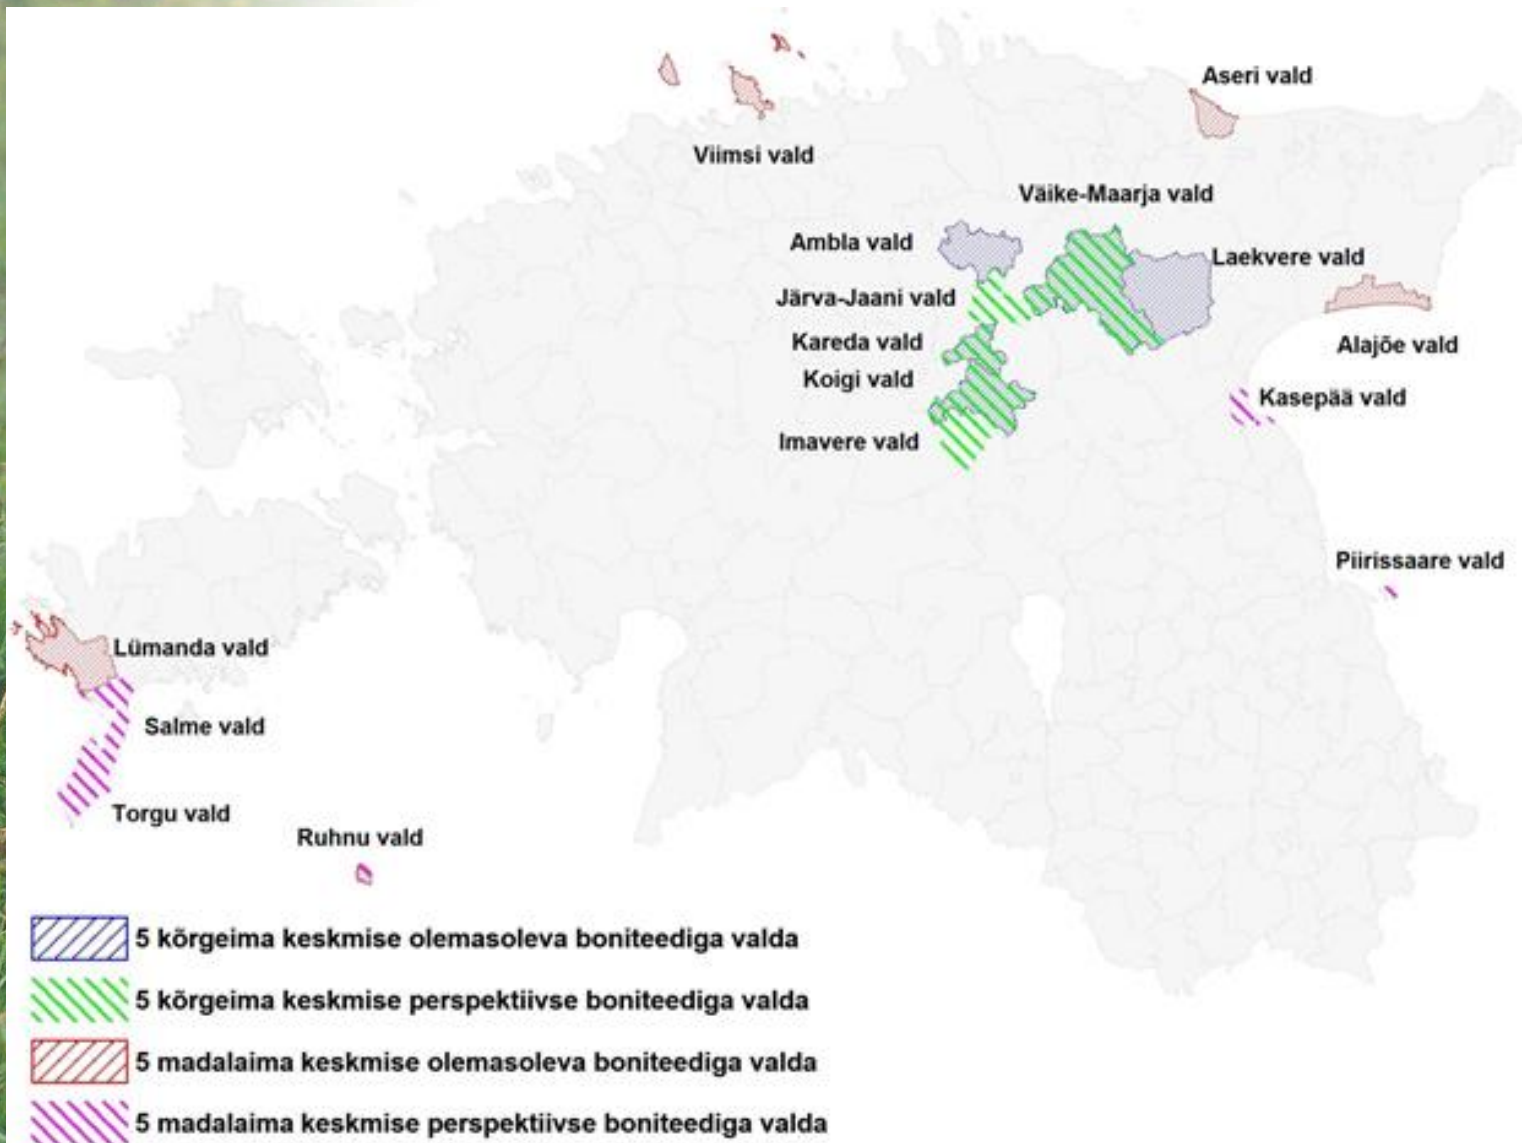 Aseri vald
Viimsi vald
Väike-Maarja vald
Ambla vald
Laekvere vald
Järva-Jaani vald
Kareda vald
Alajõe vald
Koigi vald
Kasepää vald
Imavere vald
Piirissaare vald
Lümanda vald
Salme vald
Torgu vald
Ruhnu vald
5 kõrgeima keskmise olemasoleva boniteediga valda
5 kõrgeima keskmise perspektiivse boniteediga valda
5 madalaima keskmise olemasoleva boniteediga valda
5 madalaima keskmise perspektiivse boniteediga valda